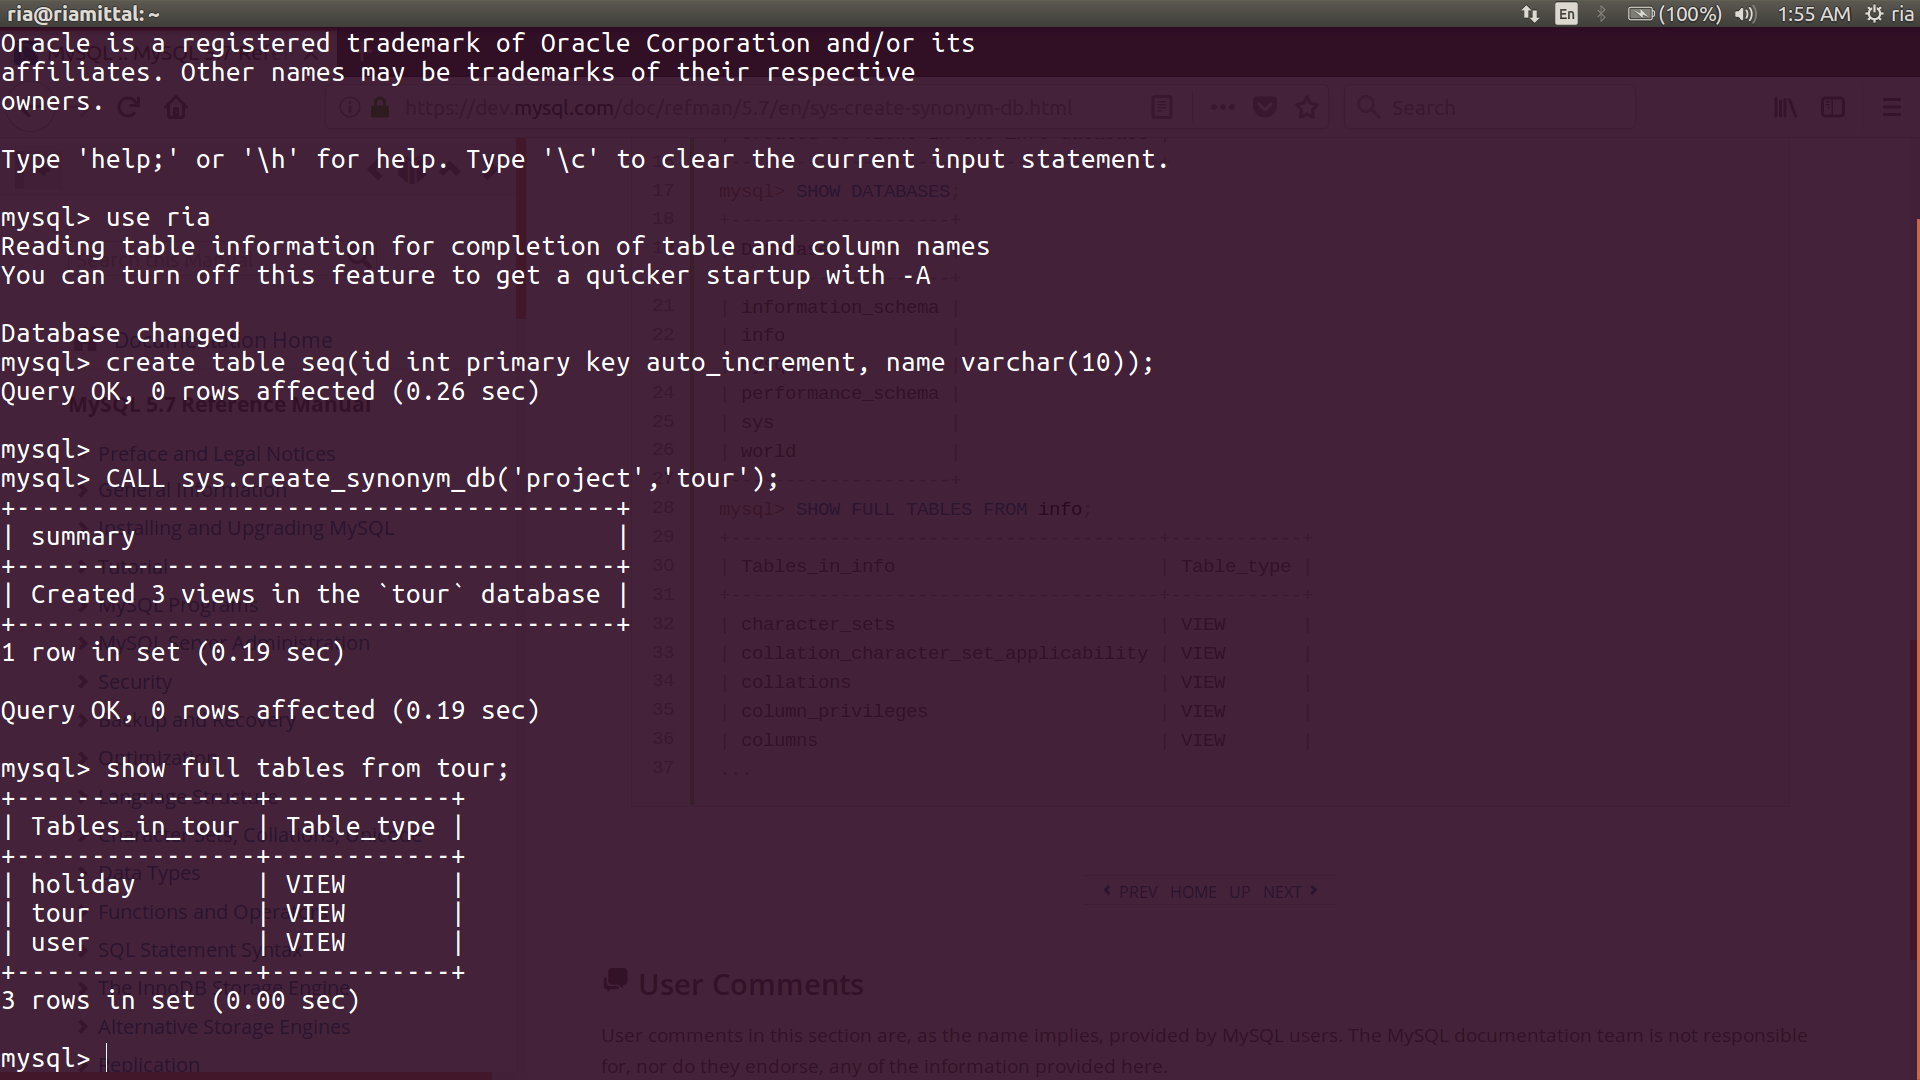 ria@riamittal: ~
En (100%) 1:55 AM ria
Oracle is a registered trademark of Oracle Corporation and/or its
affiliates. Other names may be trademarks of their respective
owners.
https://dev.mysql.com/doc/refman/5.7/en/sys-create-synonym-db.html
Search
Type 'help;' or '\h' for help. Type '\c' to clear the current input statement.
mysql> use ria
Reading table information for completion of table and column names
You can turn off this feature to get a quicker startup with -A
Database changed
mysql> create table seq(id int primary key auto_increment, name varchar(10));
Query OK, 0 rows affected (0.26 sec)
mysql>
mysql> CALL sys.create_synonym_db('project','tour');
+----------------------------------------+
| summary                                |
+----------------------------------------+
| Created 3 views in the `tour` database |
+----------------------------------------+
1 row in set (0.19 sec)
Query OK, 0 rows affected (0.19 sec)
mysql> show full tables from tour;
+----------------+------------+
| Tables_in_tour | Table_type |
+----------------+------------+
| holiday        | VIEW       |
| tour           | VIEW       |
| user           | VIEW       |
+----------------+------------+
3 rows in set (0.00 sec)
mysql>
Documentation Home
MySQL 5.7 Reference Manual
Preface and Legal Notices
General Information
Installing and Upgrading MySQL
Tutorial
MySQL Programs
MySQL Server Administration
Security
Backup and Recovery
Optimization
Language Structure
Character Sets, Collations, Unicode
Data Types
Functions and Operators
SQL Statement Syntax
The InnoDB Storage Engine
Alternative Storage Engines
Replication
17 mysql> SHOW DATABASES;
18 +--------------------+
21 | information_schema |
22 | info               |
24 | performance_schema |
25 | sys                |
26 | world              |
27 +--------------------+
28 mysql> SHOW FULL TABLES FROM info;
29 +---------------------------------------+------------+
30 | Tables_in_info                        | Table_type |
31 +---------------------------------------+------------+
32 | character_sets                        | VIEW       |
33 | collation_character_set_applicability | VIEW       |
34 | collations                            | VIEW       |
35 | column_privileges                     | VIEW       |
36 | columns                               | VIEW       |
37 ...
PREV HOME UP NEXT
User Comments
User comments in this section are, as the name implies, provided by MySQL users. The MySQL documentation team is not responsible
for, nor do they endorse, any of the information provided here.